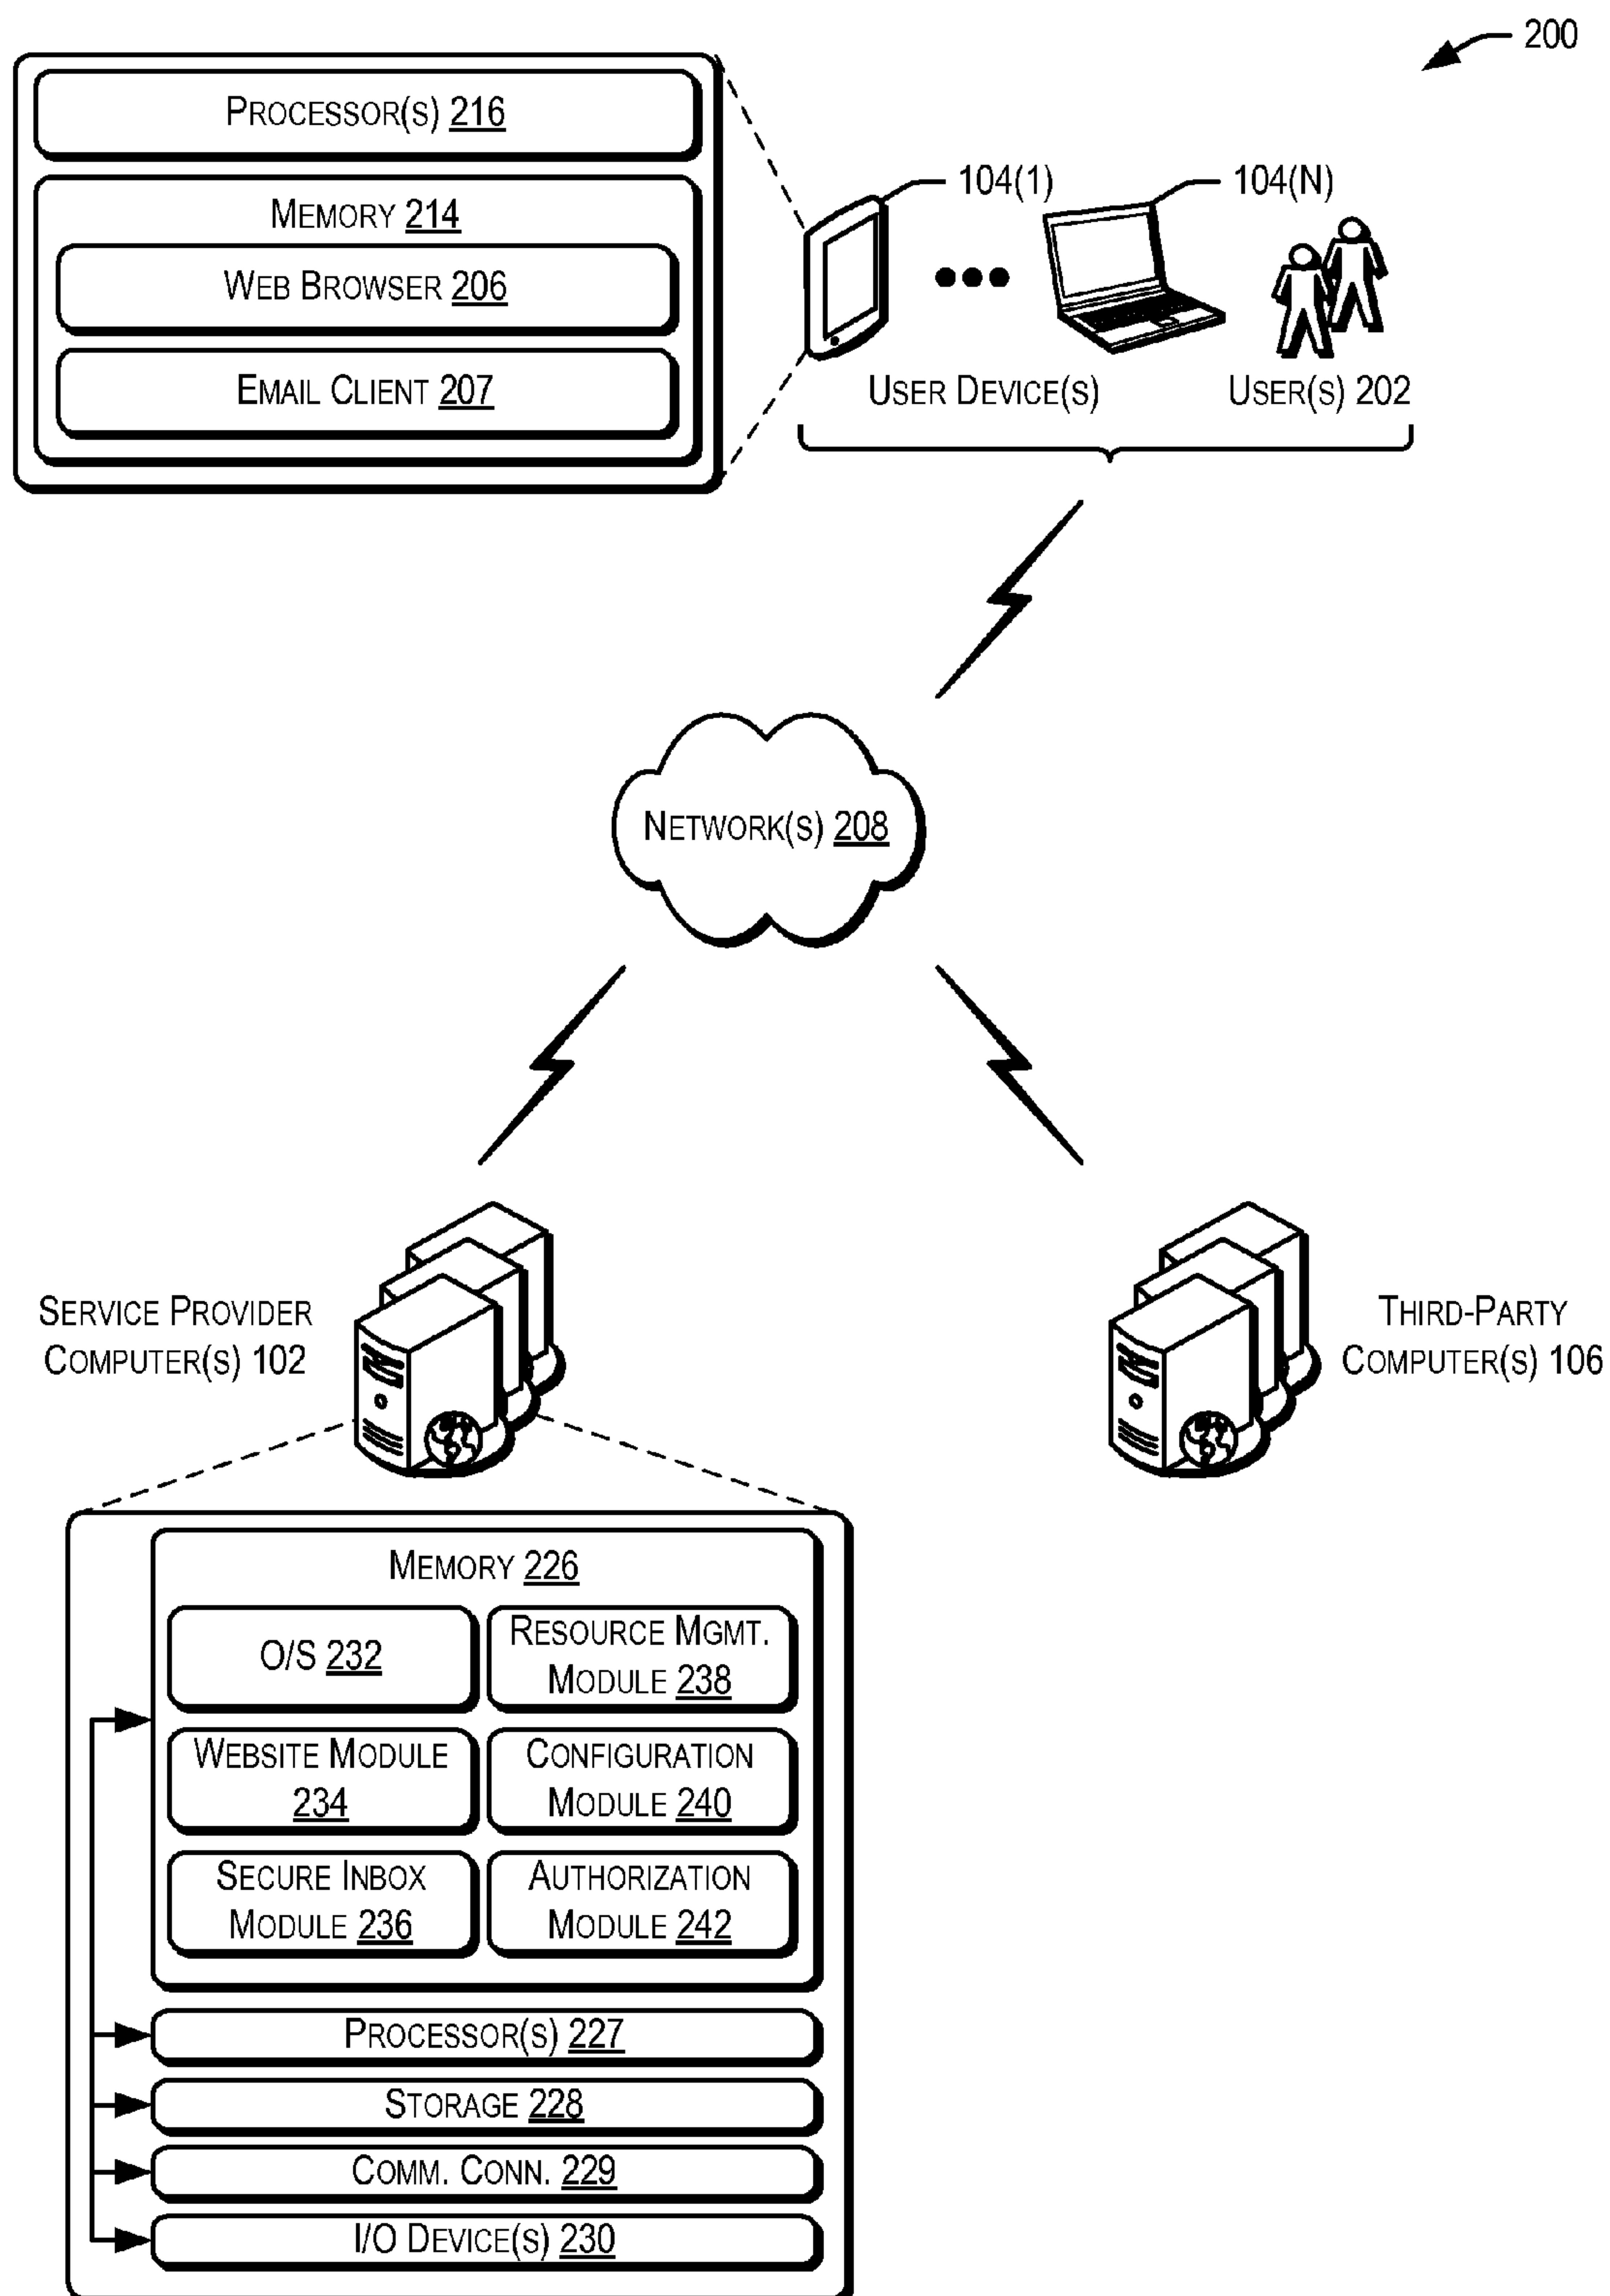 200
PROCESSOR(S) 216
MEMORY 214
WEB BROWSER 206
EMAIL CLIENT 207
104(1)
104(N)
USER DEVICE(S)
USER(S) 202
NETWORK(S) 208
SERVICE PROVIDER
COMPUTER(S) 102
THIRD-PARTY
COMPUTER(S) 106
MEMORY 226
O/S 232
RESOURCE MGMT.
MODULE 238
WEBSITE MODULE
234
CONFIGURATION
MODULE 240
SECURE INBOX
MODULE 236
AUTHORIZATION
MODULE 242
PROCESSOR(S) 227
STORAGE 228
COMM. CONN. 229
I/O DEVICE(S) 230